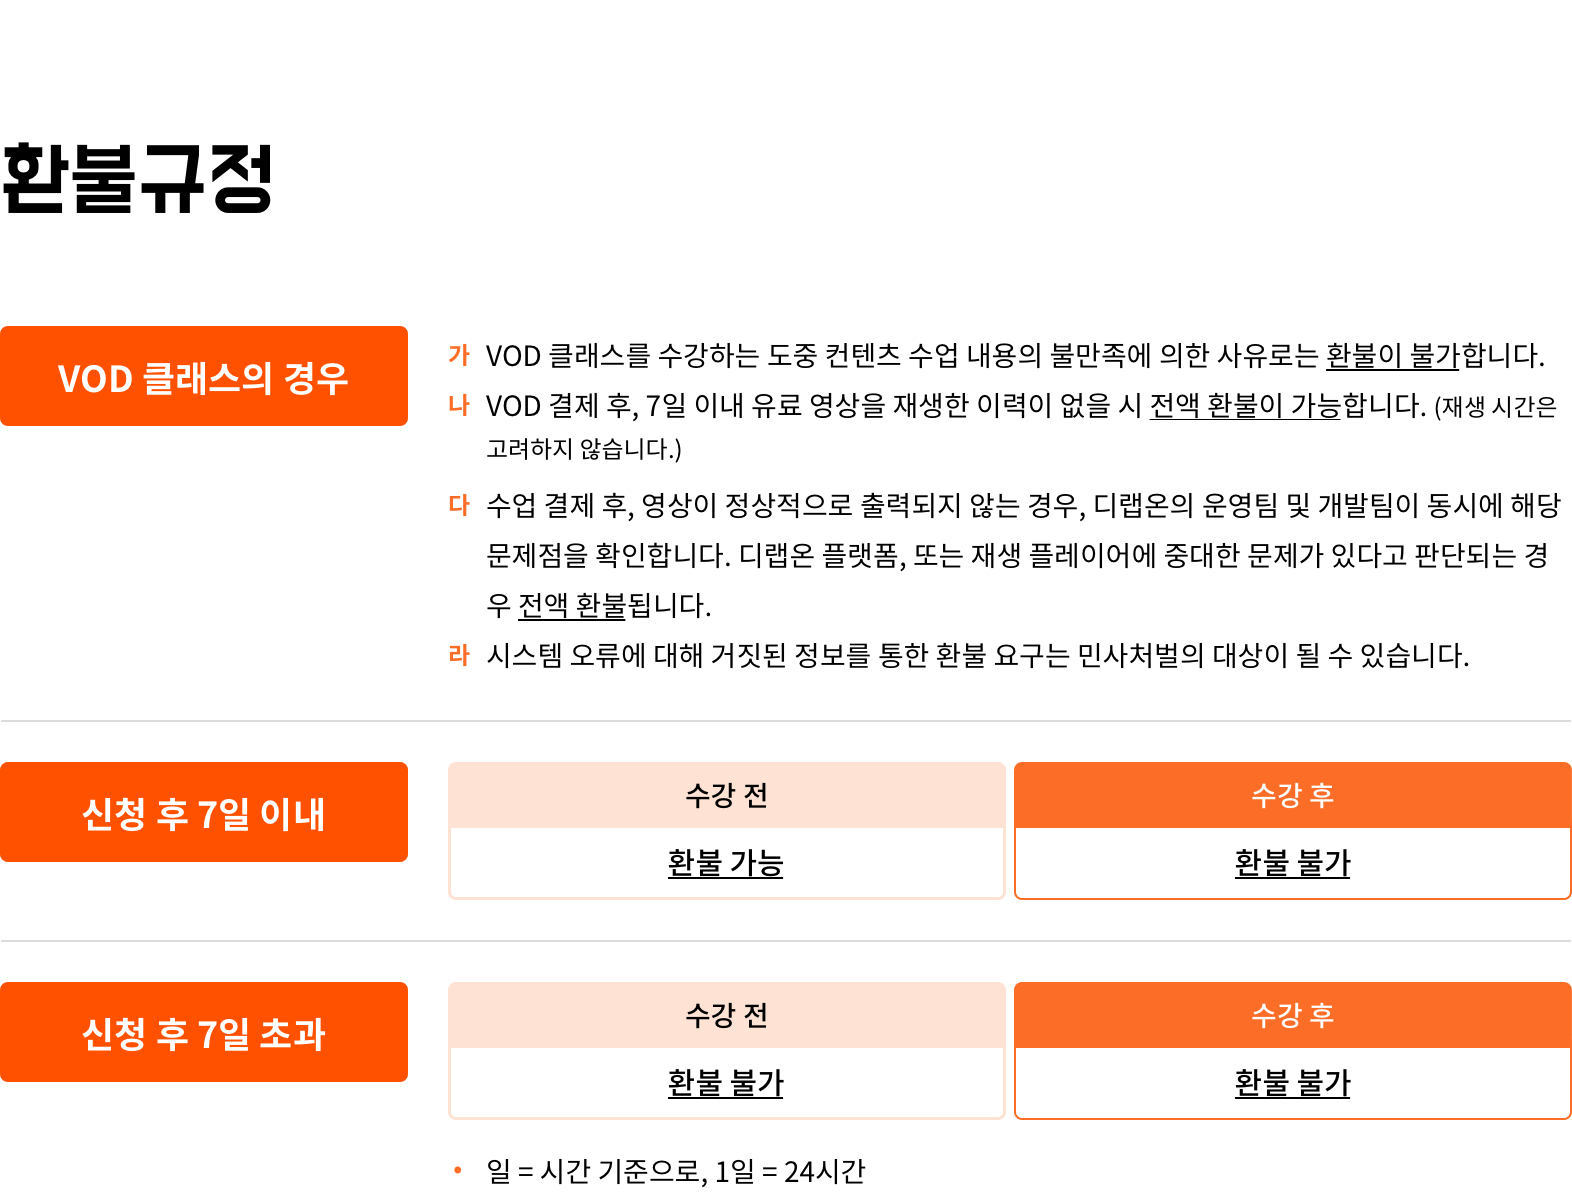 환불규정
VOD 클래스의 경우
가 VOD 클래스를 수강하는 도중 컨텐츠 수업 내용의 불만족에 의한 사유로는 환불이 불가합니다.
나 VOD 결제 후, 7일 이내 유료 영상을 재생한 이력이 없을 시 전액 환불이 가능합니다. (재생 시간은
고려하지 않습니다.)
다 수업 결제 후, 영상이 정상적으로 출력되지 않는 경우, 디랩온의 운영팀 및 개발팀이 동시에 해당
문제점을 확인합니다. 디랩온 플랫폼, 또는 재생 플레이어에 중대한 문제가 있다고 판단되는 경
우 전액 환불됩니다.
라 시스템 오류에 대해 거짓된 정보를 통한 환불 요구는 민사처벌의 대상이 될 수 있습니다.
신청 후 7일 이내
수강 전
수강 후
환불 가능
환불 불가
신청 후 7일 초과
수강 전
수강 후
환불 불가
환불 불가
• 일 = 시간 기준으로, 1일 = 24시간